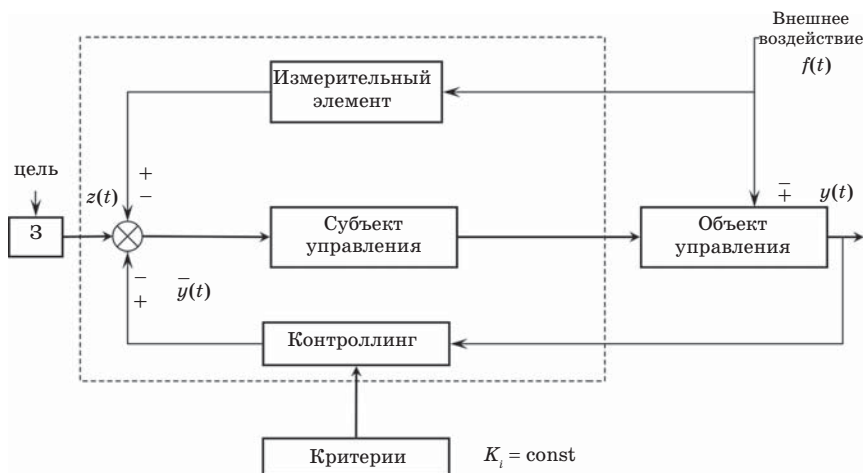 Внешнее
воздействие
f(t)
Измерительный
элемент
цель
+
−
z(t)
З
Субъект
управления
−
+
y(t)
Объект
управления
−
+
ȳ(t)
Контроллинг
Критерии
K_i = const